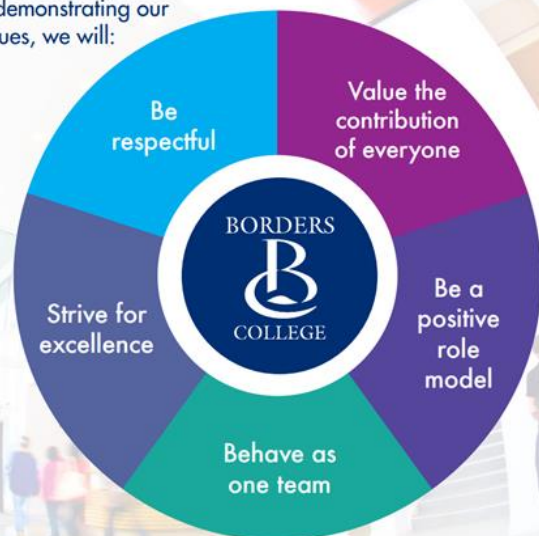 demonstrating our
we will:
Be
respectful
Value the
contribution
of everyone
Be a
positive
role
model
Behave as
one team
Strive for
excellence
BORDERS
B
COLLEGE